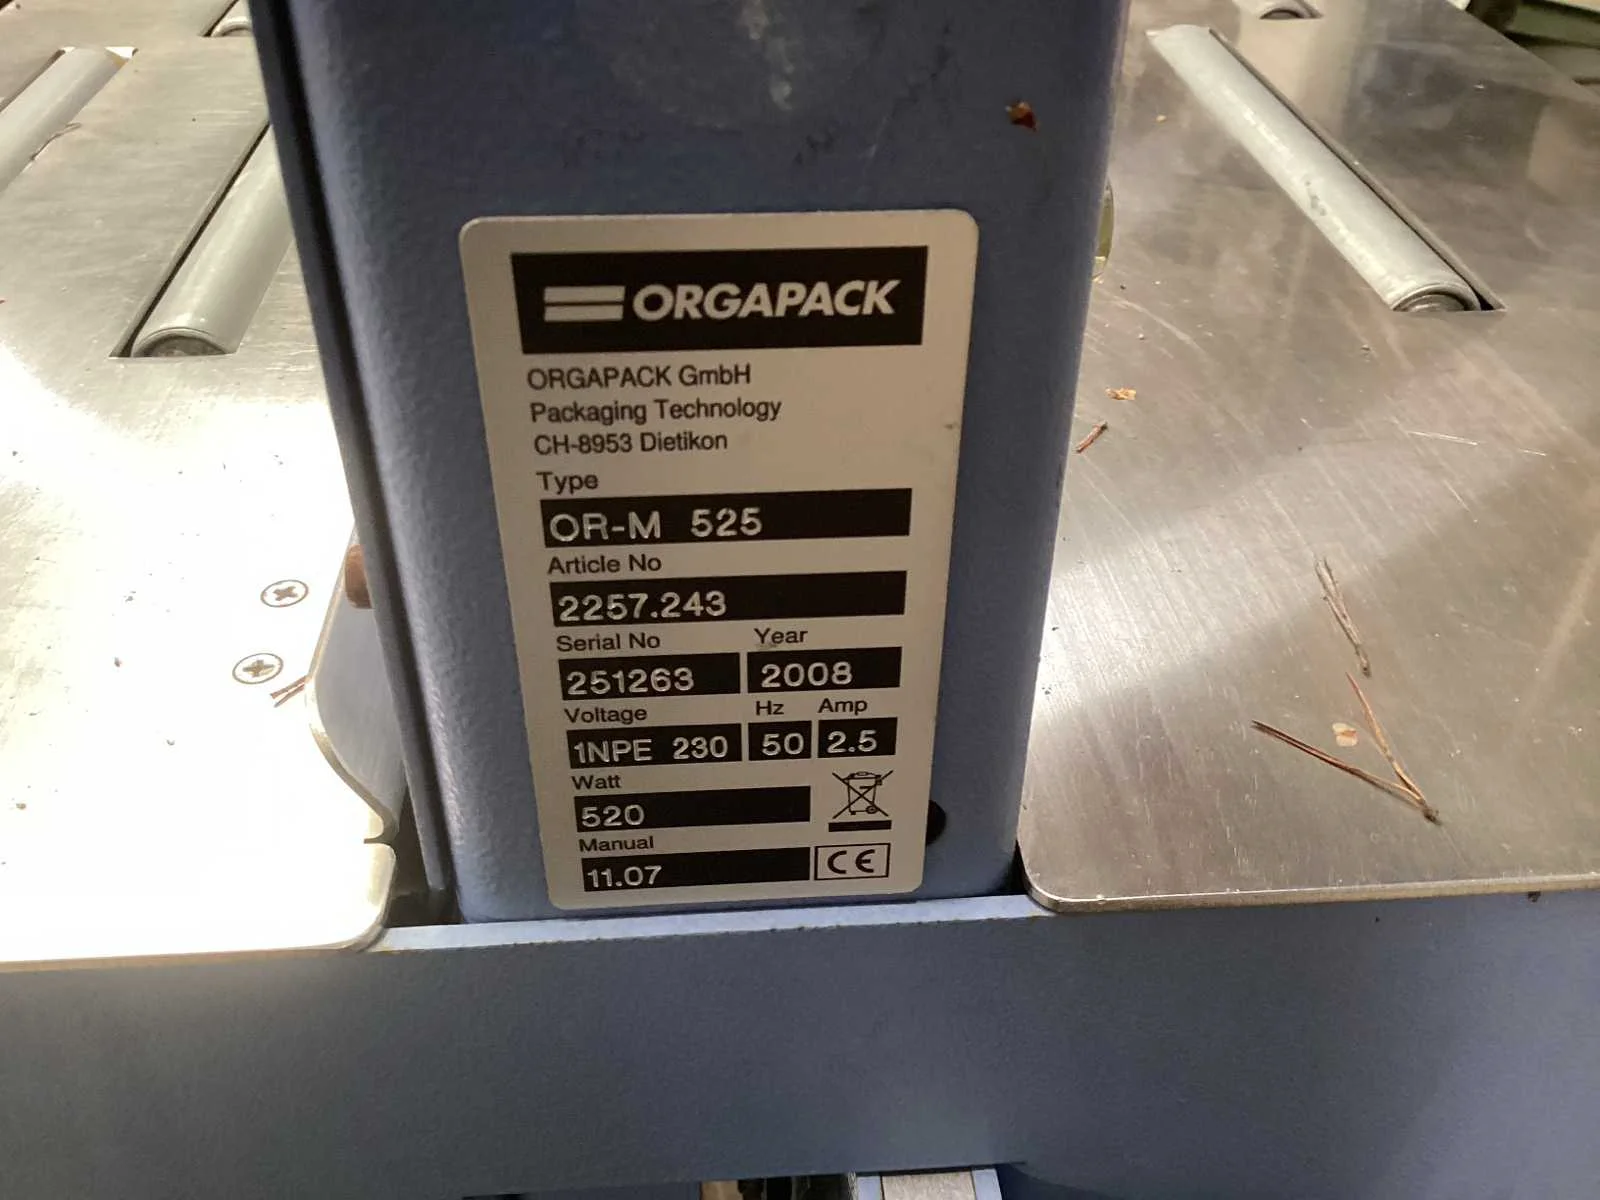 ORGAPACK
ORGAPACK GmbH
Packaging Technology
CH-8953 Dietikon
Type
OR-M 525
Article No
2257.243
Serial No Year
251263 2008
Voltage Hz Amp
1NPE 230 50 2.5
Watt
520
Manual
11.07 CE